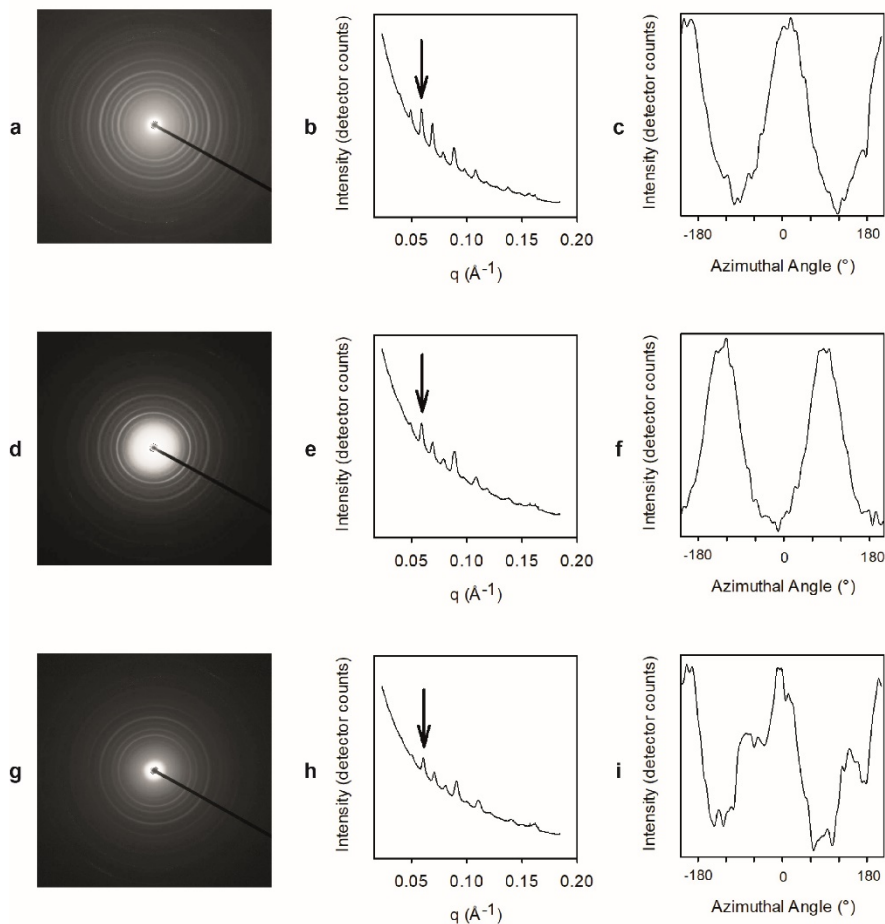 a
b
Intensity (detector counts)
0.05 0.10 0.15 0.20
q (Å-1)
c
Intensity (detector counts)
-180 0 180
Azimuthal Angle (°)
d
e
Intensity (detector counts)
0.05 0.10 0.15 0.20
q (Å-1)
f
Intensity (detector counts)
-180 0 180
Azimuthal Angle (°)
g
h
Intensity (detector counts)
0.05 0.10 0.15 0.20
q (Å-1)
i
Intensity (detector counts)
-180 0 180
Azimuthal Angle (°)